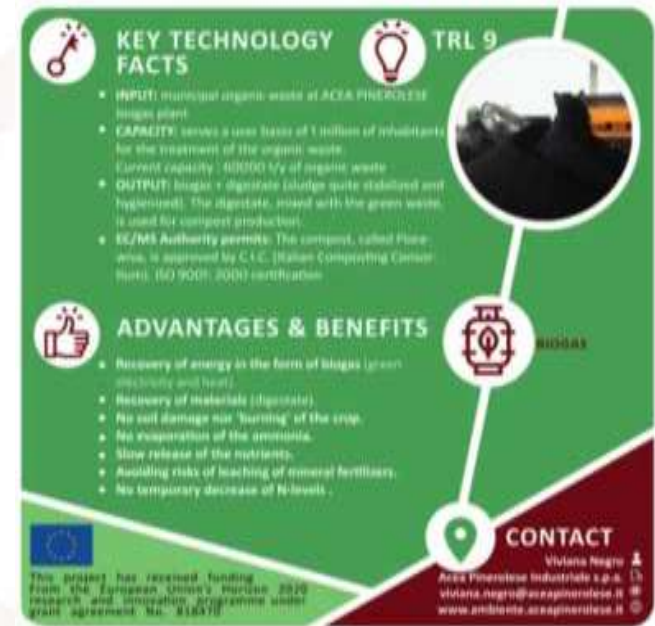 KEY TECHNOLOGY
FACTS
TRL 9
• INPUT: municipal organic waste at ACEA PINEROLESE
biogas plant
• CAPACITY: serves a user basin of 1 million of inhabitants
for the treatment of the organic waste.
Current capacity : 60000 t/y of organic waste
• OUTPUT: biogas + digestate (sludge quite stabilized and
hygienized). The digestate, mixed with the green waste,
is used for compost production.
• EC/MS Authority permits: The compost, called
is approved by C.I.C. (Italian Composting Consor-
tium). ISO 9001: 2000 certification
ADVANTAGES & BENEFITS
• Recovery of energy in the form of biogas (green
electricity and heat)
• Recovery of materials (digestate)
• No soil damage nor 'burning' of the crop.
• No evaporation of the ammonia.
• Slow release of the nutrients.
• Avoiding risks of leaching of mineral fertilizers.
• No temporary decrease of N-levels .
BIOGAS
CONTACT
Viviana Negro
Acea Pinerolese Industriale s.p.a.
viviana.negro@aceapinerolese.it
www.ambiente.aceapinerolese.it
This project has received funding
From the European Union's Horizon 2020
research and innovation programme under
grant agreement No. 818470